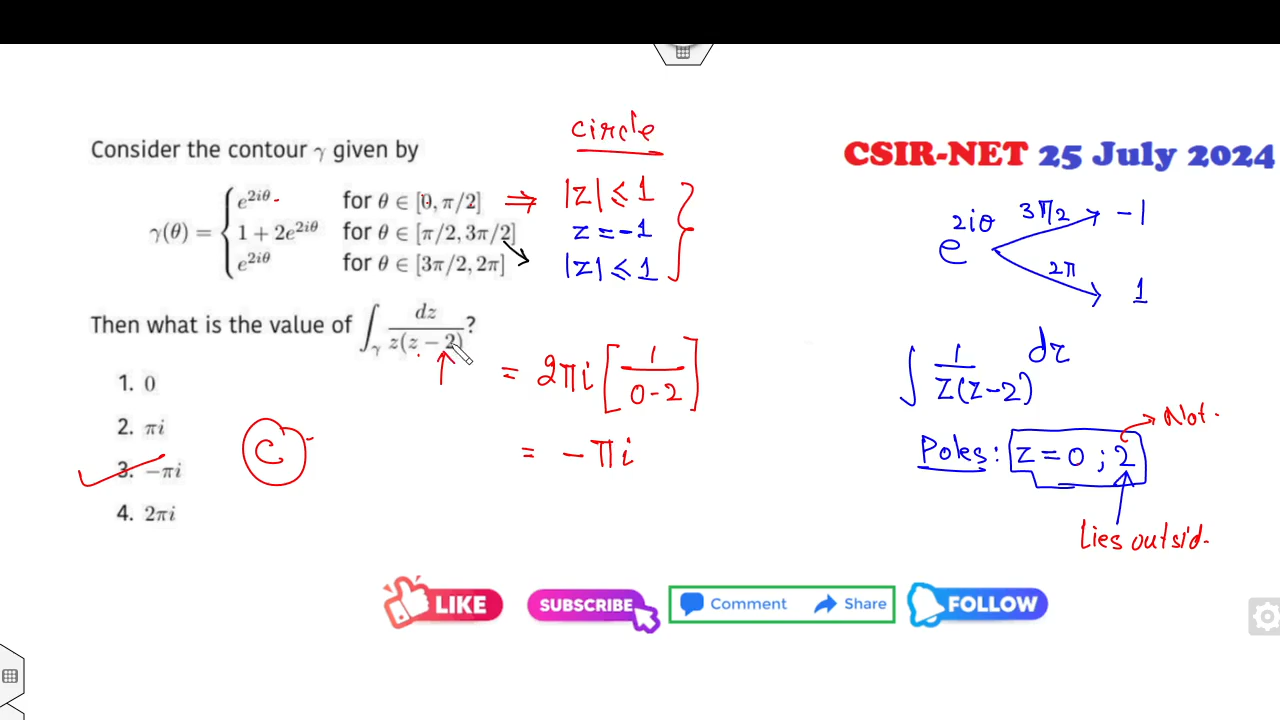 circle
Consider the contour γ given by
CSIR-NET 25 July 2024
γ(θ) = { e^{2iθ} for θ ∈ [0, π/2] ⇒ |z| ≤ 1
1 + 2e^{2iθ} for θ ∈ [π/2, 3π/2] z = -1
e^{2iθ} for θ ∈ [3π/2, 2π] |z| ≤ 1 }
e^{2iθ} 3π/2 → -1
2π → 1
Then what is the value of ∫_γ dz / z(z − 2) ?
= 2πi [ 1 / 0-2 ]
= -πi
1. 0
2. πi
3. −πi
4. 2πi
C
∫ 1 / z(z-2) dz
Poles: z = 0 ; 2 → Not.
Lies outsid.
LIKE
SUBSCRIBE
Comment
Share
FOLLOW